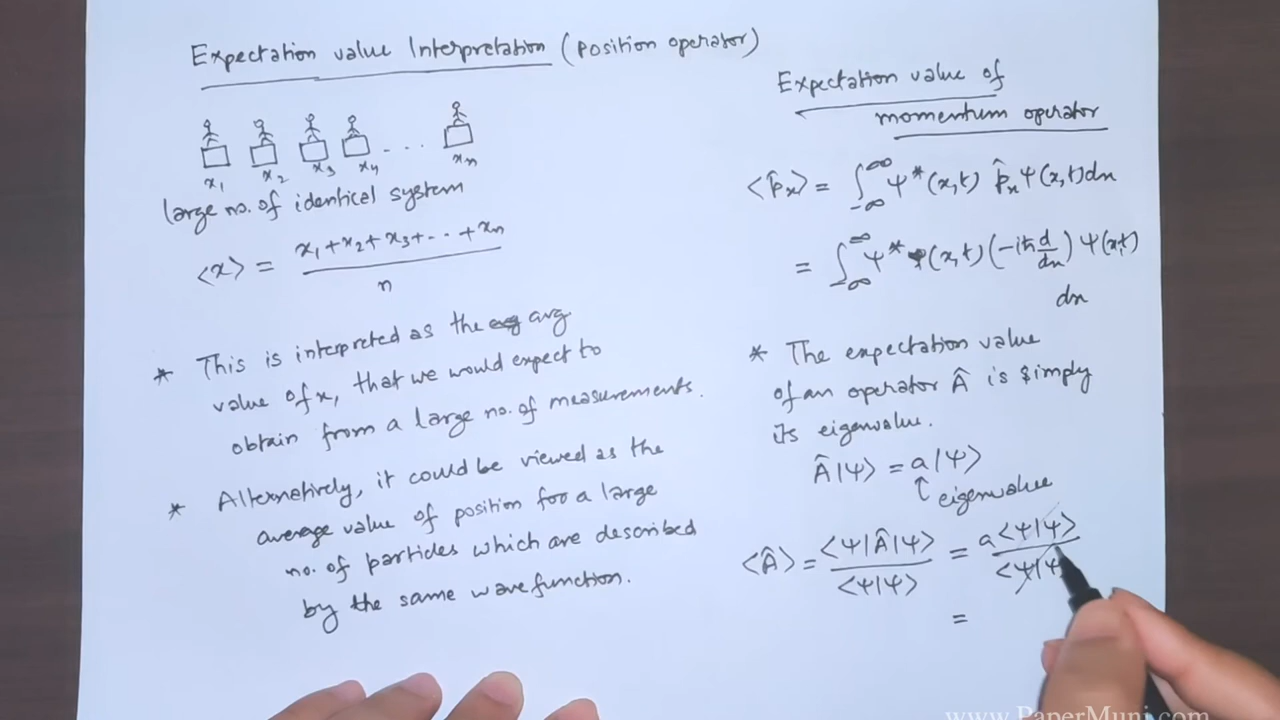 Expectation value Interpretation (position operator)
x₁ x₂ x₃ x₄ . . . xₙ
large no. of identical system
⟨x⟩ = (x₁ + x₂ + x₃ + - - + xₙ) / n
* This is interpreted as the avg
value of x, that we would expect to
obtain from a large no. of measurements.
* Alternatively, it could be viewed as the
average value of position for a large
no. of particles which are described
by the same wavefunction.
Expectation value of
momentum operator
⟨p̂ₓ⟩ = ∫_{-∞}^{∞} Ψ*(x,t) p̂ₓ Ψ(x,t) dx
= ∫_{-∞}^{∞} Ψ* (x,t) (-iħ d/dx) Ψ(x,t)
dx
* The expectation value
of an operator Â is simply
its eigenvalue.
Â|Ψ⟩ = a|Ψ⟩
↑ eigenvalue
⟨Â⟩ = ⟨Ψ|Â|Ψ⟩ / ⟨Ψ|Ψ⟩ = a⟨Ψ|Ψ⟩ / ⟨Ψ|Ψ
=
www.PaperMuni.com